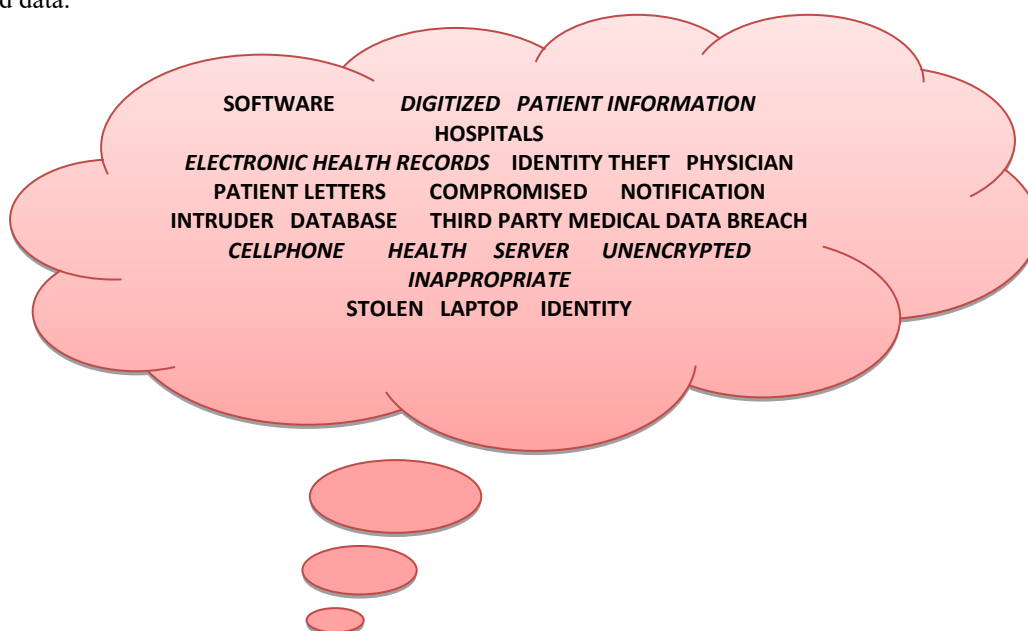 d data.
SOFTWARE DIGITIZED PATIENT INFORMATION
HOSPITALS
ELECTRONIC HEALTH RECORDS IDENTITY THEFT PHYSICIAN
PATIENT LETTERS COMPROMISED NOTIFICATION
INTRUDER DATABASE THIRD PARTY MEDICAL DATA BREACH
CELLPHONE HEALTH SERVER UNENCRYPTED
INAPPROPRIATE
STOLEN LAPTOP IDENTITY